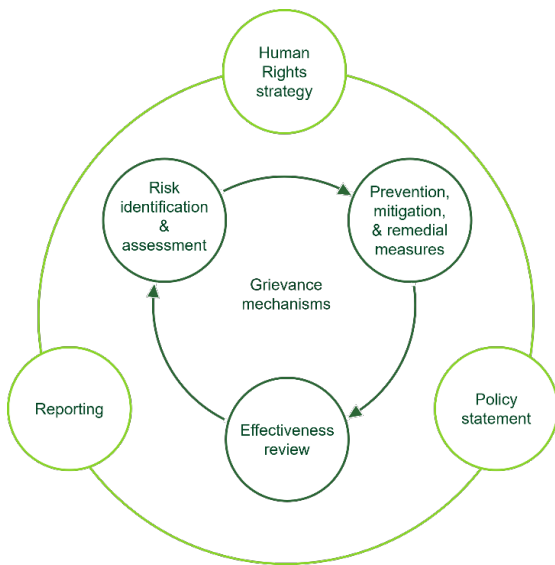 Human
Rights
strategy
Risk
identification
&
assessment
Prevention,
mitigation,
& remedial
measures
Grievance
mechanisms
Reporting
Policy
statement
Effectiveness
review